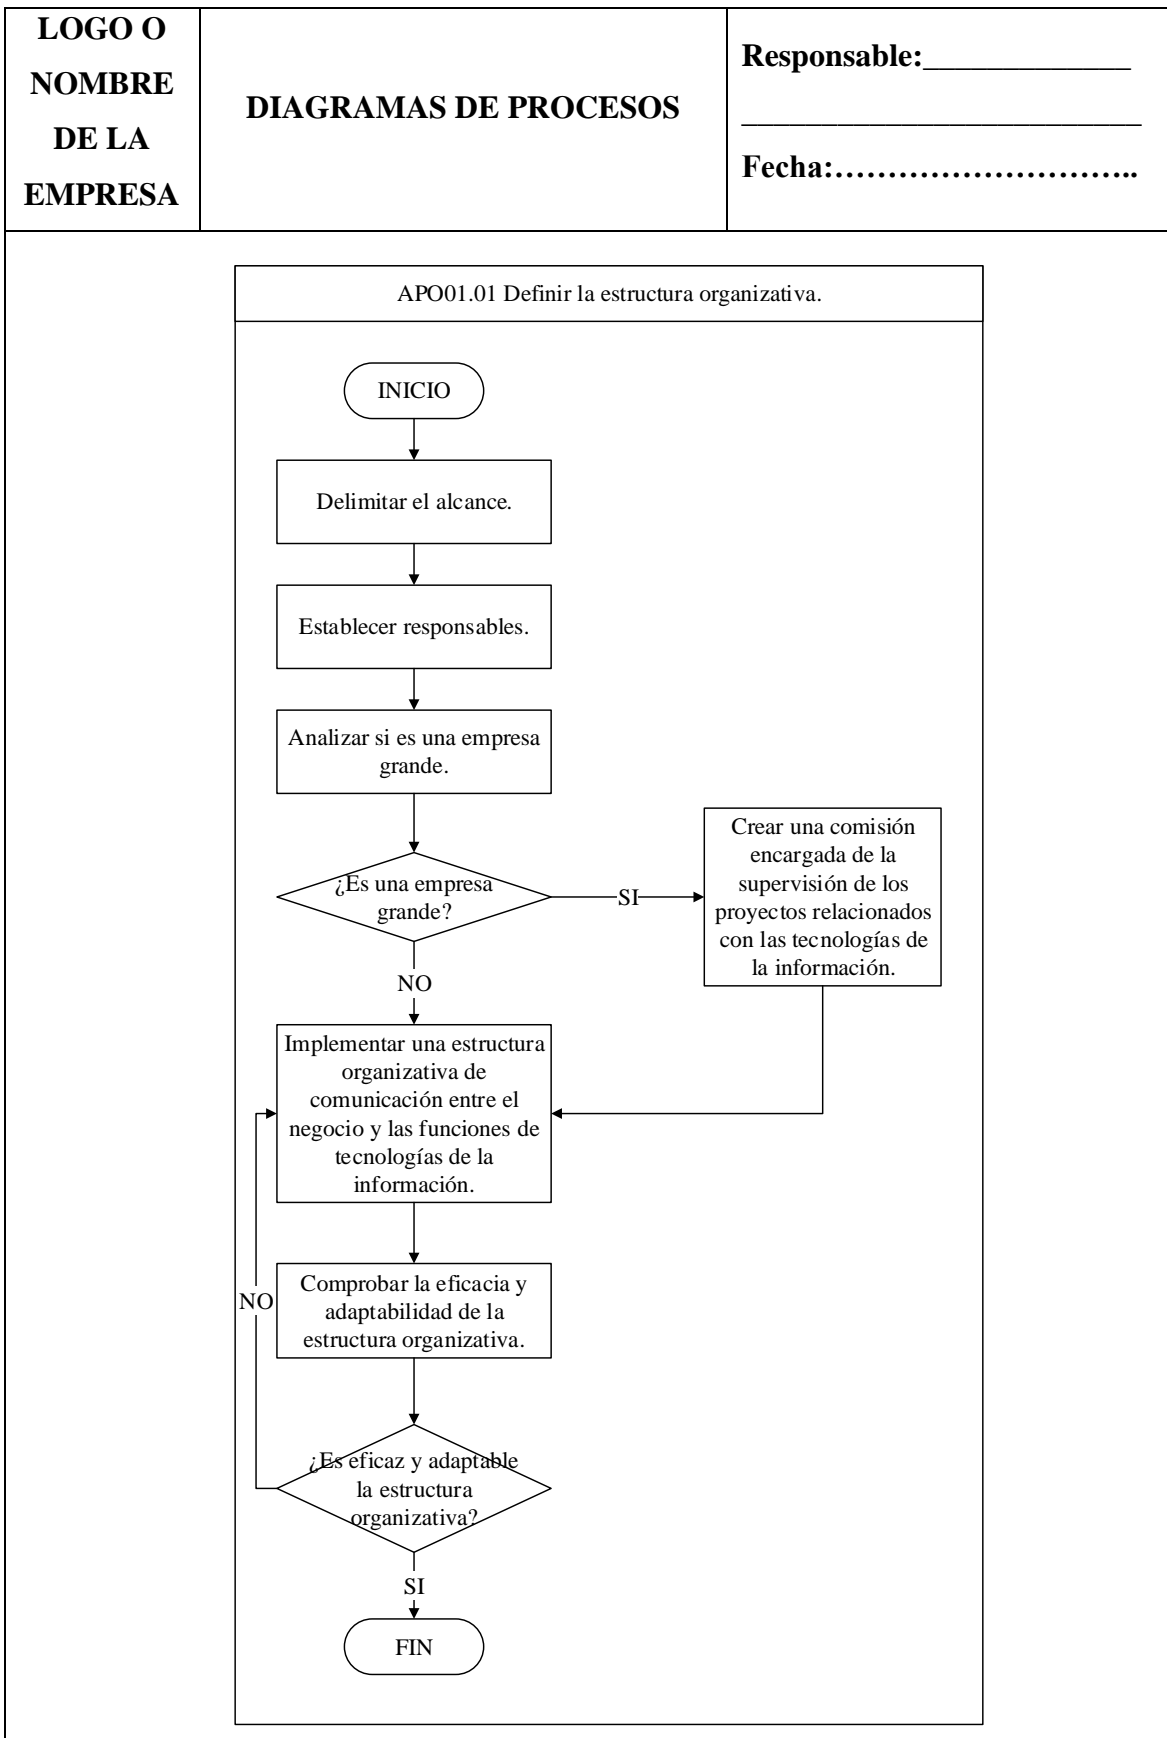 LOGO O
NOMBRE
DE LA
EMPRESA
DIAGRAMAS DE PROCESOS
Responsable:_____________
_________________________
Fecha:………………………..
APO01.01 Definir la estructura organizativa.
INICIO
Delimitar el alcance.
Establecer responsables.
Analizar si es una empresa
grande.
¿Es una empresa
grande?
SI
Crear una comisión
encargada de la
supervisión de los
proyectos relacionados
con las tecnologías de
la información.
NO
Implementar una estructura
organizativa de
comunicación entre el
negocio y las funciones de
tecnologías de la
información.
Comprobar la eficacia y
adaptabilidad de la
estructura organizativa.
NO
¿Es eficaz y adaptable
la estructura
organizativa?
SI
FIN